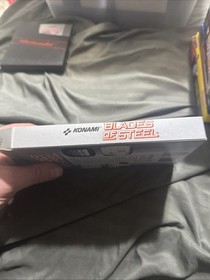 KONAMI
BLADES
OF STEEL